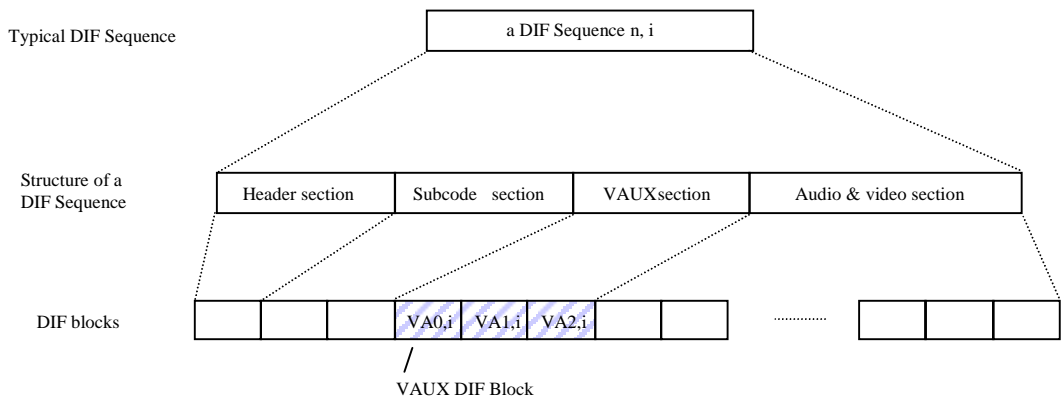 Typical DIF Sequence
a DIF Sequence n, i
Structure of a
DIF Sequence
Header section
Subcode section
VAUXsection
Audio & video section
DIF blocks
VA0,i
VA1,i
VA2,i
VAUX DIF Block